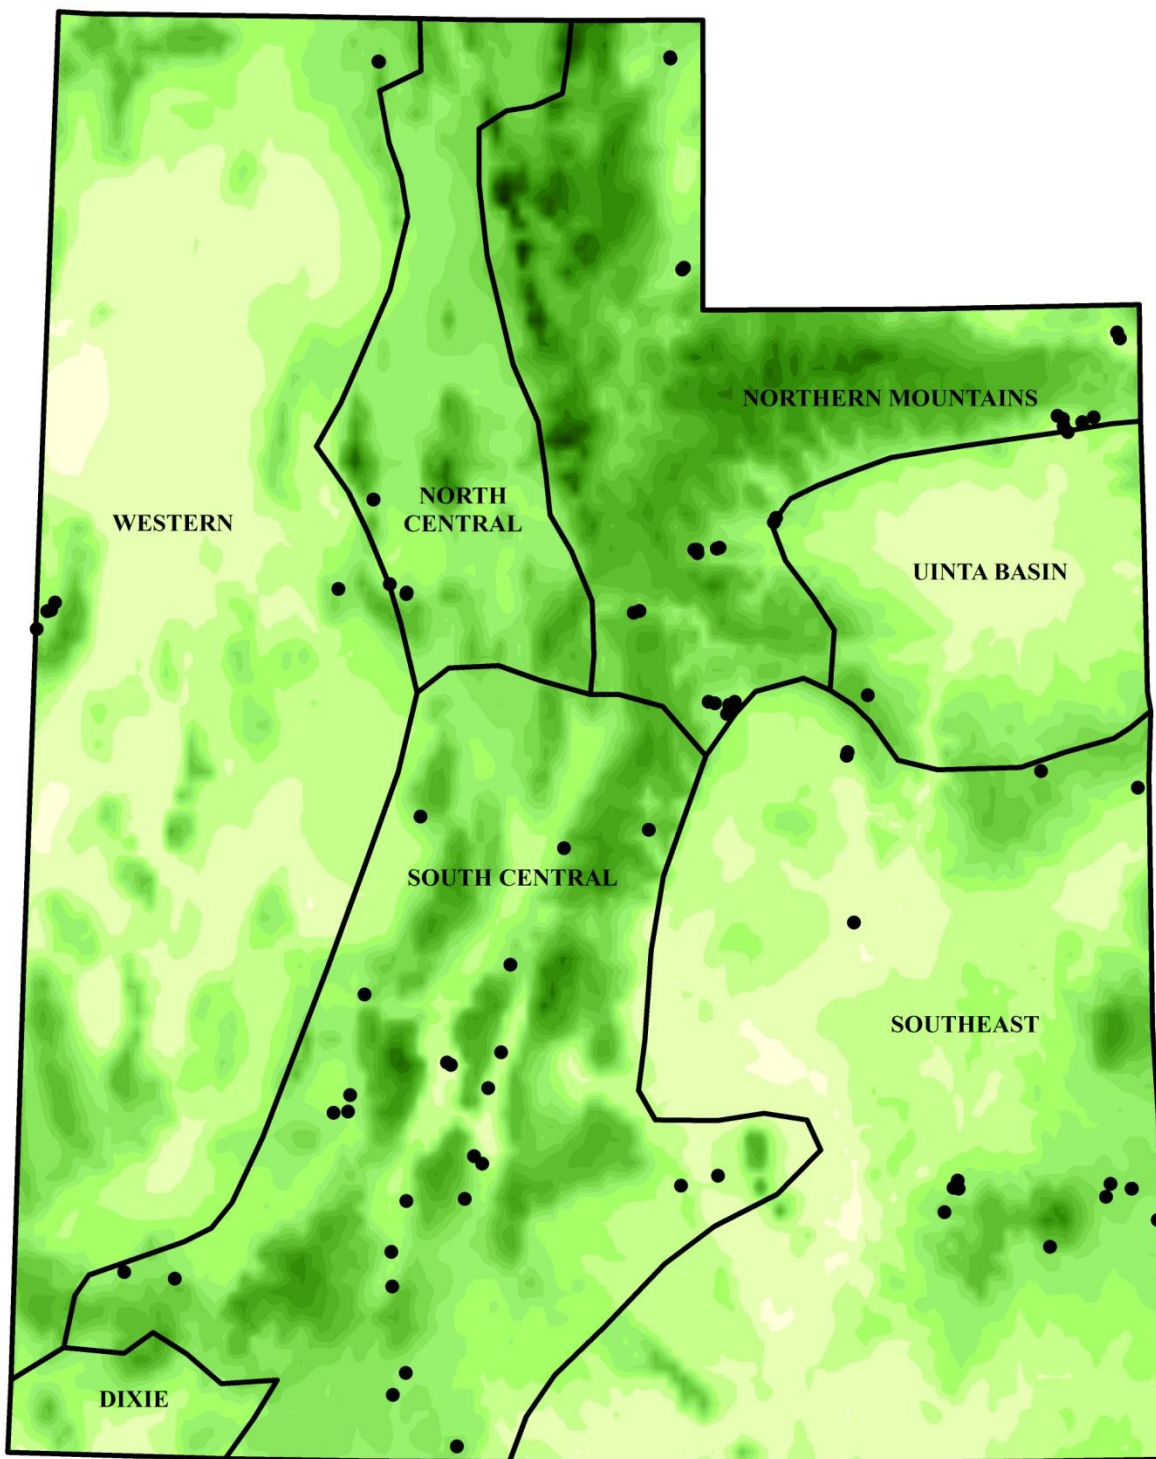 NORTHERN MOUNTAINS
NORTH
CENTRAL
WESTERN
UINTA BASIN
SOUTH CENTRAL
SOUTHEAST
DIXIE